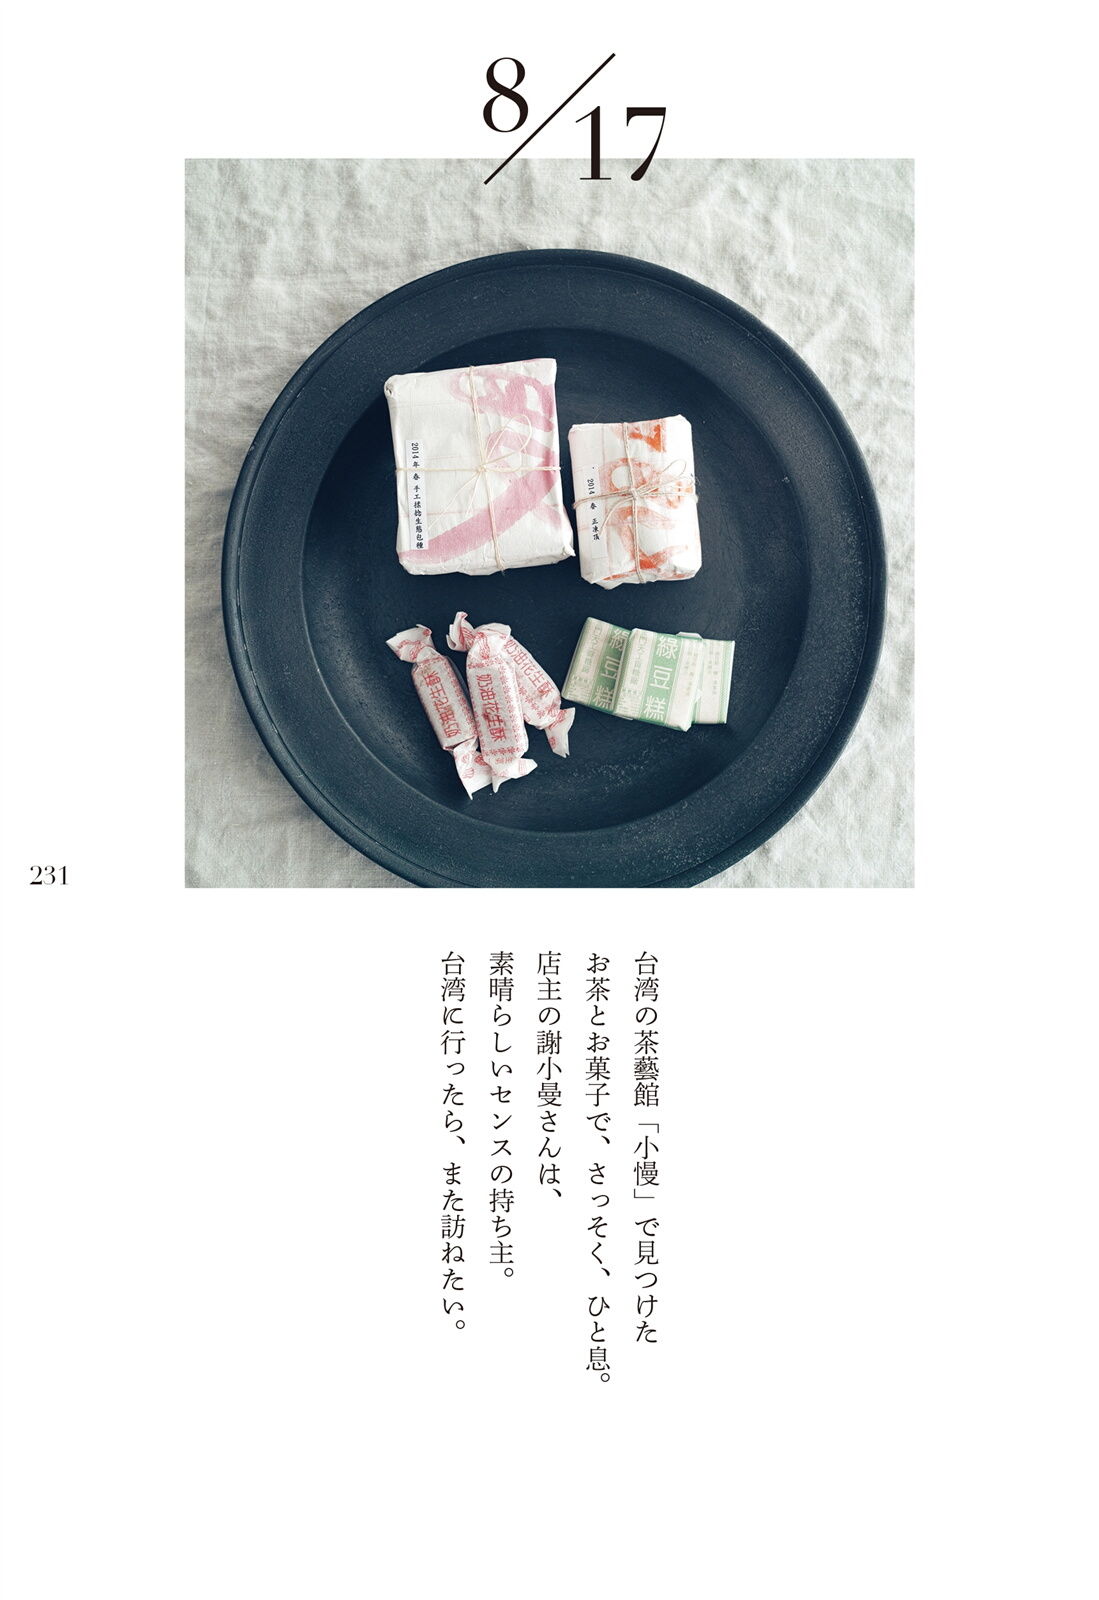 8/17
2014年 春 手工揉捻生態包種
2014 春 正凍頂
奶油花生酥
奶油花生酥
奶油花生酥
綠豆糕
綠豆糕
231
台湾の茶藝館「小慢」で見つけた
お茶とお菓子で、さっそく、ひと息。
店主の謝小曼さんは、
素晴らしいセンスの持ち主。
台湾に行ったら、また訪ねたい。